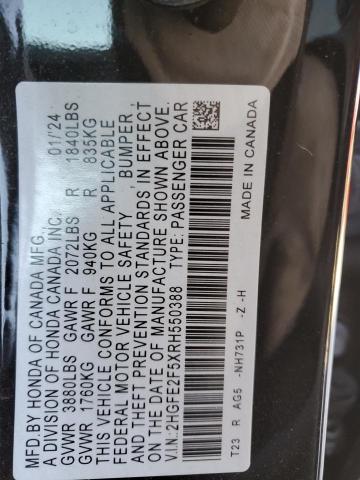 MFD.BY HONDA OF CANADA MFG.
A DIVISION OF HONDA CANADA INC. 01/24
GVWR 3880LBS GAWR F 2072LBS R 1840LBS
GVWR 1760KG GAWR F 940KG R 835KG
THIS VEHICLE CONFORMS TO ALL APPLICABLE
FEDERAL MOTOR VEHICLE SAFETY , BUMPER,
AND THEFT PREVENTION STANDARDS IN EFFECT
ON THE DATE OF MANUFACTURE SHOWN ABOVE.
V.I.N.:2HGFE2F5XRH550388 TYPE: PASSENGER CAR
T23 R AG5 -NH731P -Z -H
MADE IN CANADA